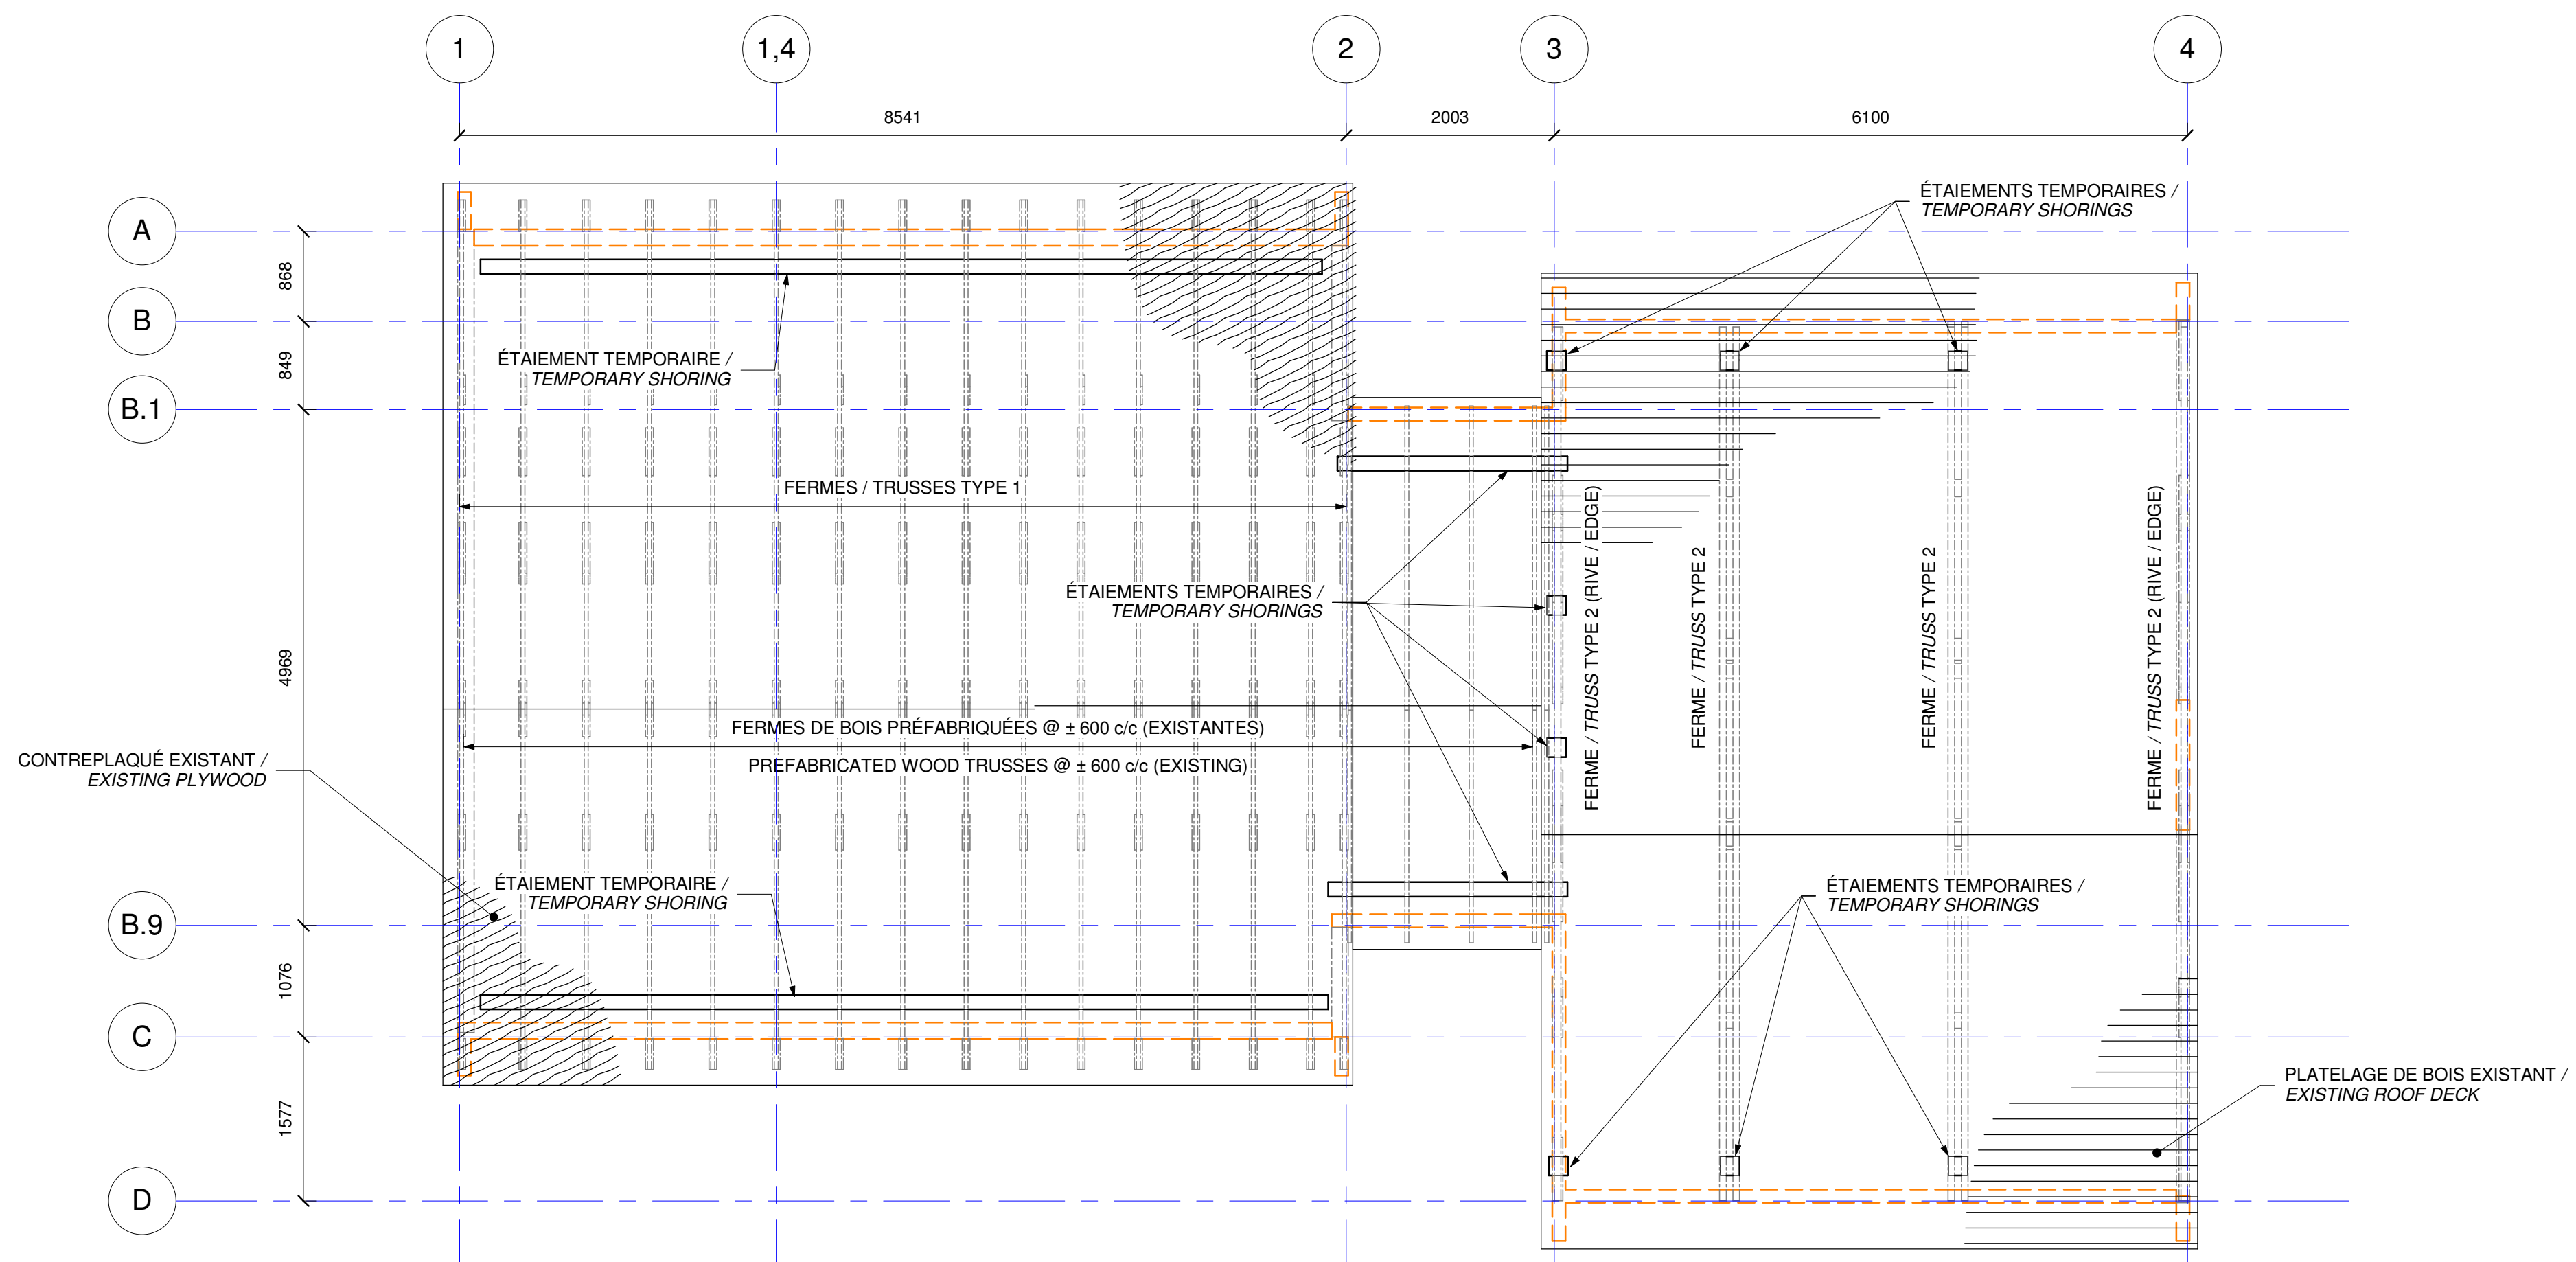 1
1,4
2
3
4
8541
2003
6100
A
B
B.1
B.9
C
D
868
849
4969
1076
1577
ÉTAIEMENTS TEMPORAIRES /
TEMPORARY SHORINGS
ÉTAIEMENT TEMPORAIRE /
TEMPORARY SHORING
FERMES / TRUSSES TYPE 1
ÉTAIEMENTS TEMPORAIRES /
TEMPORARY SHORINGS
FERME / TRUSS TYPE 2 (RIVE / EDGE)
FERME / TRUSS TYPE 2
FERME / TRUSS TYPE 2
FERME / TRUSS TYPE 2 (RIVE / EDGE)
FERMES DE BOIS PRÉFABRIQUÉES @ ± 600 c/c (EXISTANTES)
PREFABRICATED WOOD TRUSSES @ ± 600 c/c (EXISTING)
CONTREPLAQUÉ EXISTANT /
EXISTING PLYWOOD
ÉTAIEMENT TEMPORAIRE /
TEMPORARY SHORING
ÉTAIEMENTS TEMPORAIRES /
TEMPORARY SHORINGS
PLATELAGE DE BOIS EXISTANT /
EXISTING ROOF DECK